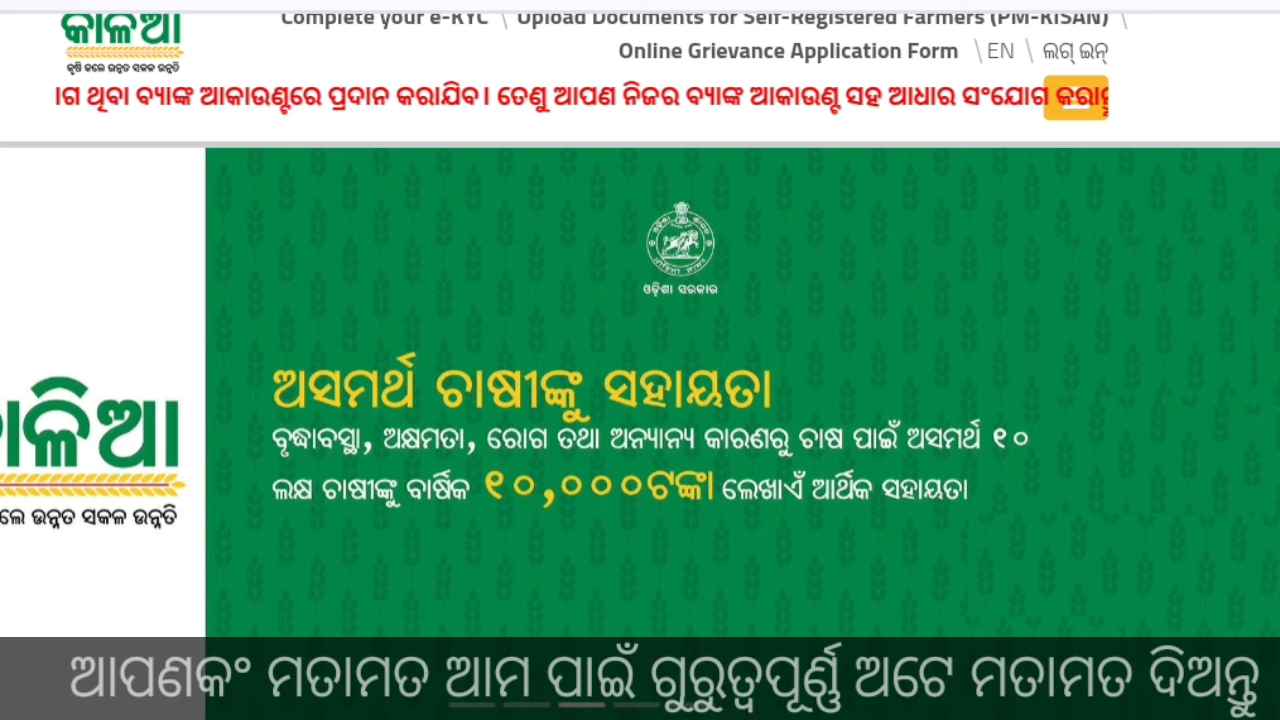 କାଳିଆ
କୃଷି କଲେ ଉନ୍ନତ ସକଳ ଉନ୍ନତି
Complete your e-KYC \ Upload Documents for Self-Registered Farmers (PM-KISAN) \
Online Grievance Application Form \ EN \ ଲଗ୍ ଇନ୍
ଥିବା ବ୍ୟାଙ୍କ ଆକାଉଣ୍ଟରେ ପ୍ରଦାନ କରାଯିବ। ତେଣୁ ଆପଣ ନିଜର ବ୍ୟାଙ୍କ ଆକାଉଣ୍ଟ ସହ ଆଧାର ସଂଯୋଗ
ଓଡ଼ିଶା ସରକାର
ଅସମର୍ଥ ଚାଷୀଙ୍କୁ ସହାୟତା
ବୃଦ୍ଧାବସ୍ଥା, ଅକ୍ଷମତା, ରୋଗ ତଥା ଅନ୍ୟାନ୍ୟ କାରଣରୁ ଚାଷ ପାଇଁ ଅସମର୍ଥ ୧୦
ଲକ୍ଷ ଚାଷୀଙ୍କୁ ବାର୍ଷିକ ୧୦,୦୦୦ଟଙ୍କା ଲେଖାଏଁ ଆର୍ଥିକ ସହାୟତା
ାଳିଆ
ଲେ ଉନ୍ନତ ସକଳ ଉନ୍ନତି
ଆପଣକଂ ମତାମତ ଆମ ପାଇଁ ଗୁରୁତ୍ୱପୂର୍ଣ୍ଣ ଅଟେ ମତାମତ ଦିଅନ୍ତୁ